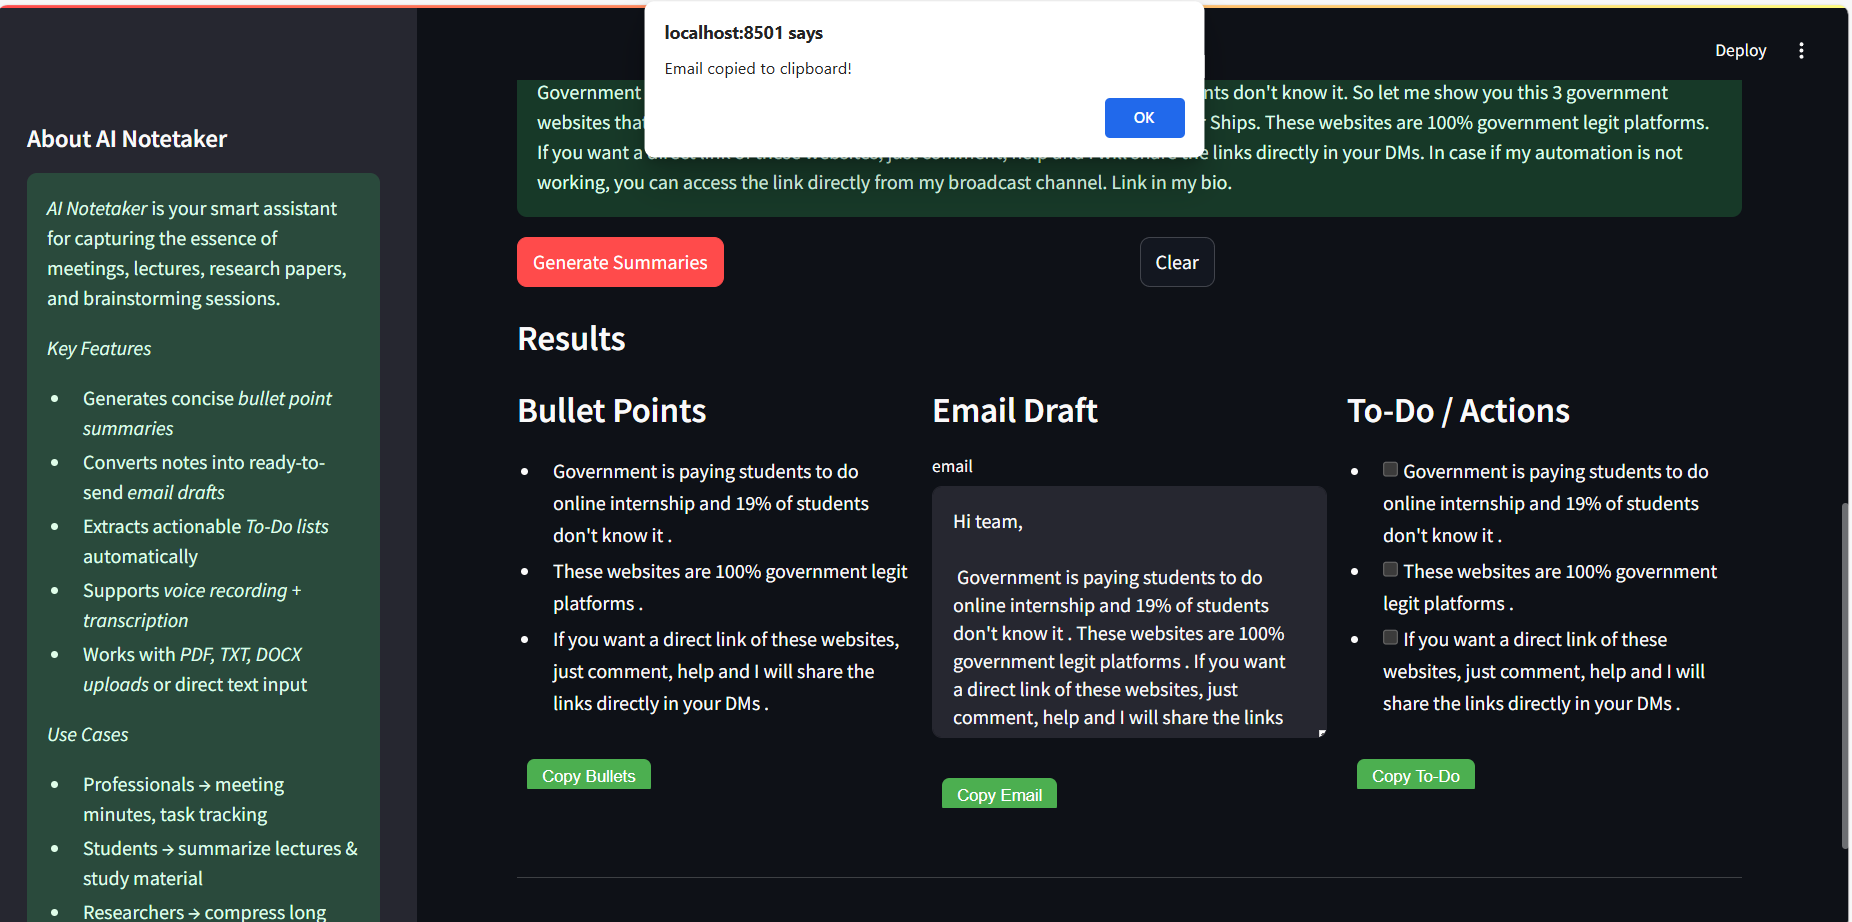 localhost:8501 says
Email copied to clipboard!
OK
Deploy
About AI Notetaker
AI Notetaker is your smart assistant
for capturing the essence of
meetings, lectures, research papers,
and brainstorming sessions.
Key Features
Generates concise bullet point
summaries
Converts notes into ready-to-
send email drafts
Extracts actionable To-Do lists
automatically
Supports voice recording +
transcription
Works with PDF, TXT, DOCX
uploads or direct text input
Use Cases
Professionals → meeting
minutes, task tracking
Students → summarize lectures &
study material
Researchers → compress long
Government nts don't know it. So let me show you this 3 government
websites that Ships. These websites are 100% government legit platforms.
If you want a direct link of these websites, just comment, help and I will share the links directly in your DMs. In case if my automation is not
working, you can access the link directly from my broadcast channel. Link in my bio.
Generate Summaries
Clear
Results
Bullet Points
Government is paying students to do
online internship and 19% of students
don't know it .
These websites are 100% government legit
platforms .
If you want a direct link of these websites,
just comment, help and I will share the
links directly in your DMs .
Copy Bullets
Email Draft
email
Hi team,
Government is paying students to do
online internship and 19% of students
don't know it . These websites are 100%
government legit platforms . If you want
a direct link of these websites, just
comment, help and I will share the links
Copy Email
To-Do / Actions
Government is paying students to do
online internship and 19% of students
don't know it .
These websites are 100% government
legit platforms .
If you want a direct link of these
websites, just comment, help and I will
share the links directly in your DMs .
Copy To-Do